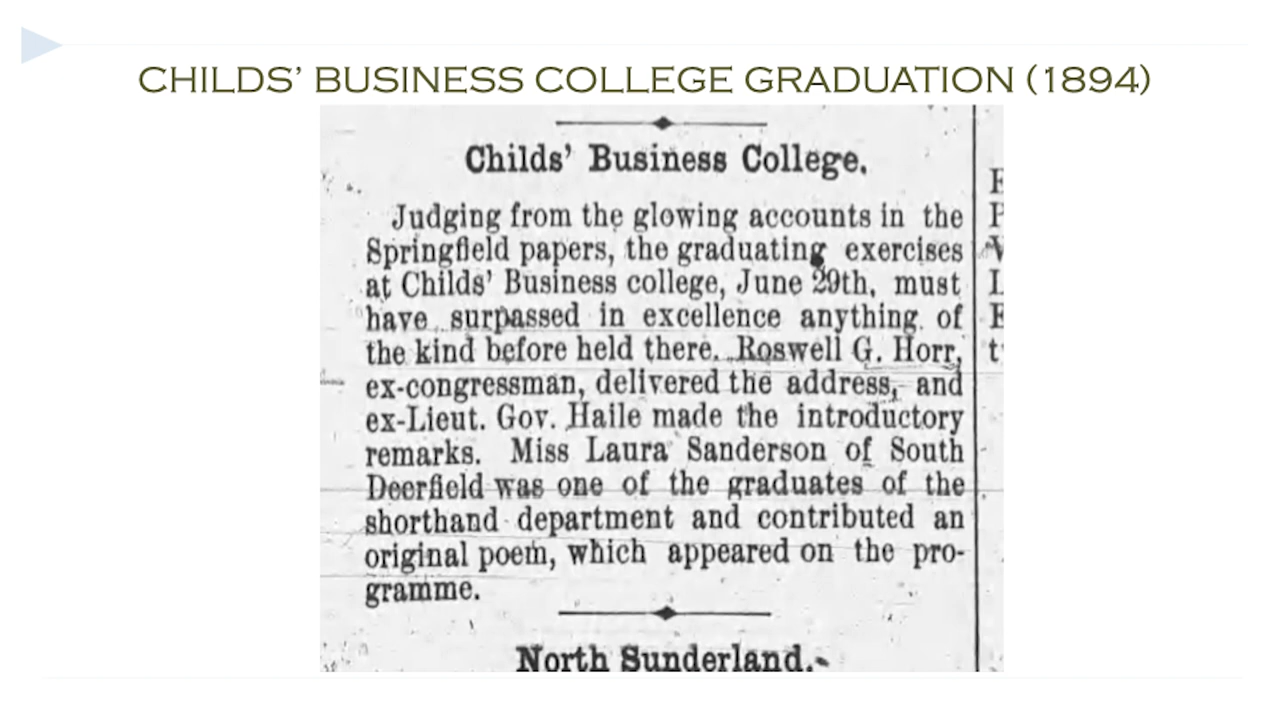 CHILDS’ BUSINESS COLLEGE GRADUATION (1894)
Childs’ Business College.
Judging from the glowing accounts in the
Springfield papers, the graduating exercises
at Childs’ Business college, June 29th, must
have surpassed in excellence anything of
the kind before held there. Roswell G. Horr,
ex-congressman, delivered the address, and
ex-Lieut. Gov. Haile made the introductory
remarks. Miss Laura Sanderson of South
Deerfield was one of the graduates of the
shorthand department and contributed an
original poem, which appeared on the pro-
gramme.
North Sunderland.